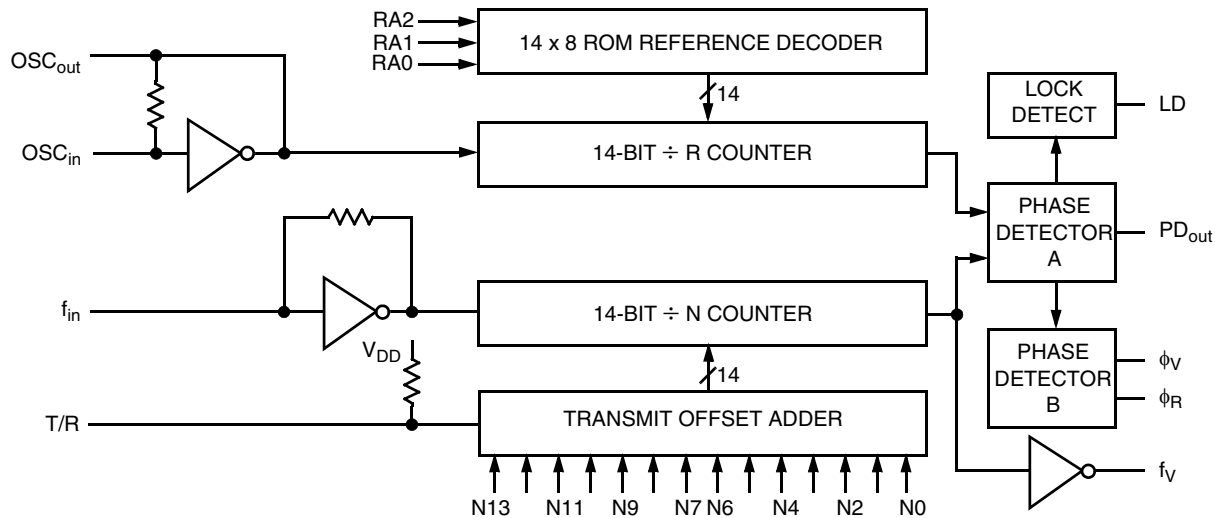 RA2
RA1
RA0
14 x 8 ROM REFERENCE DECODER
OSCout
14
LOCK
DETECT
LD
OSCin
14-BIT ÷ R COUNTER
PHASE
DETECTOR
A
PDout
fin
14-BIT ÷ N COUNTER
VDD
14
PHASE
DETECTOR
B
ϕV
ϕR
T/R
TRANSMIT OFFSET ADDER
fV
N13 N11 N9 N7 N6 N4 N2 N0